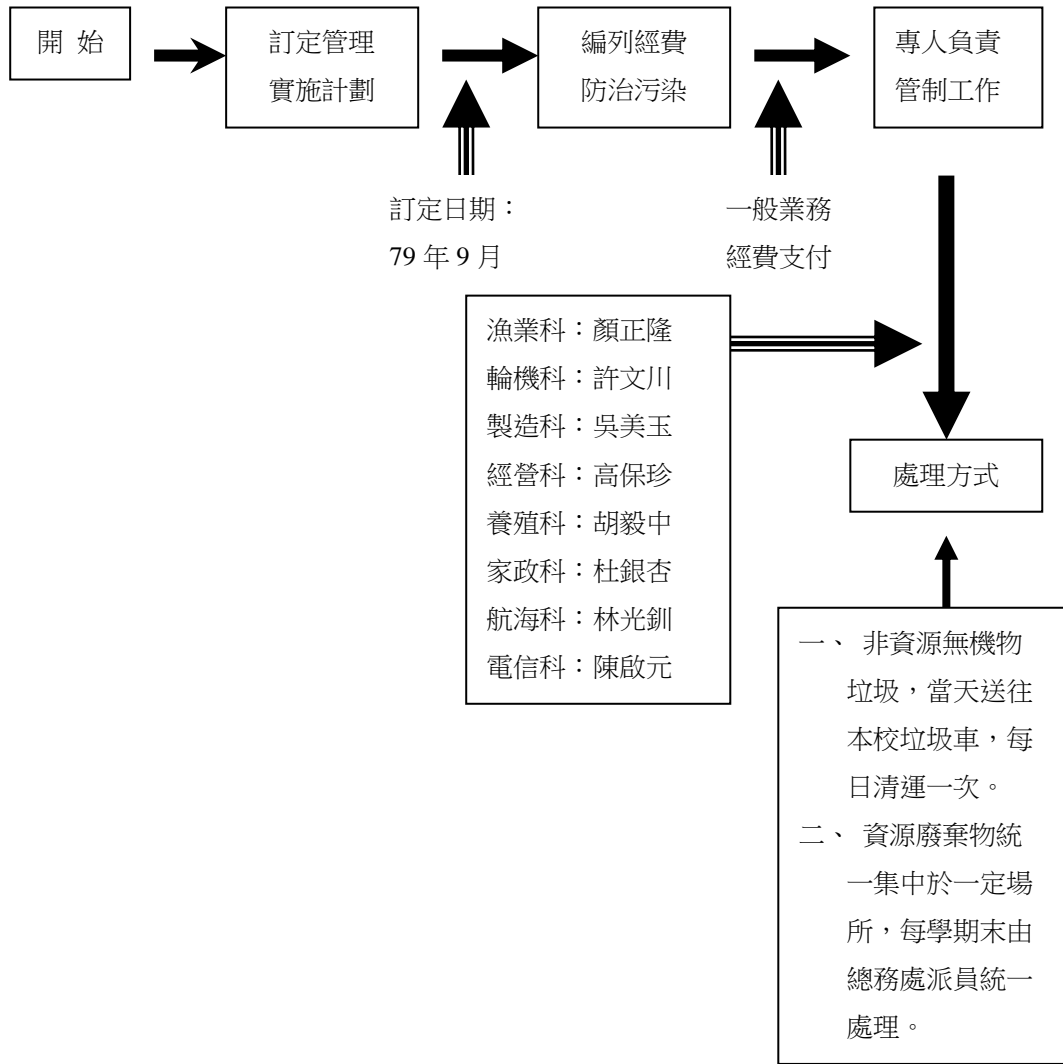 開 始
訂定管理
實施計劃
編列經費
防治污染
專人負責
管制工作
訂定日期：
79 年 9 月
一般業務
經費支付
漁業科：顏正隆
輪機科：許文川
製造科：吳美玉
經營科：高保珍
養殖科：胡毅中
家政科：杜銀杏
航海科：林光釧
電信科：陳啟元
處理方式
一、 非資源無機物
垃圾，當天送往
本校垃圾車，每
日清運一次。
二、 資源廢棄物統
一集中於一定場
所，每學期末由
總務處派員統一
處理。